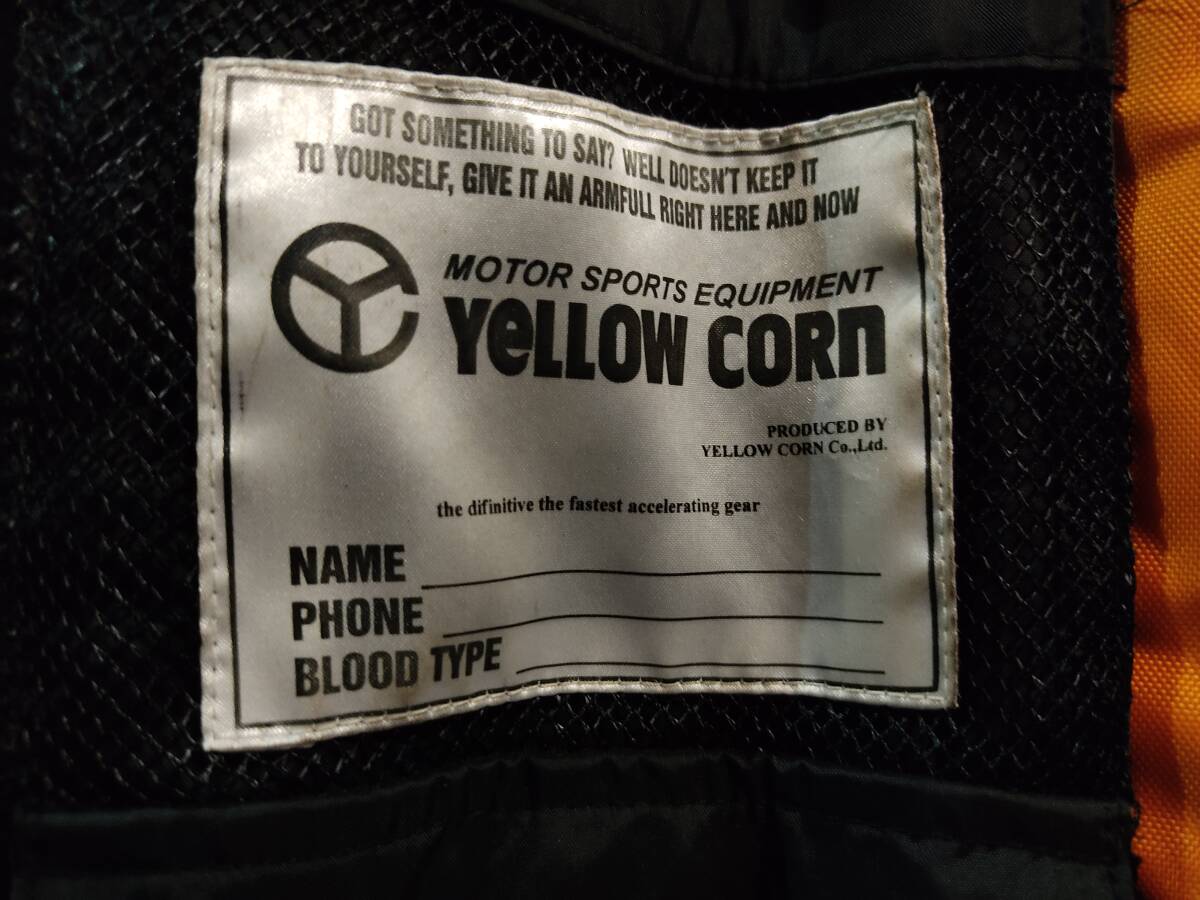 GOT SOMETHING TO SAY? WELL DOESN'T KEEP IT
TO YOURSELF, GIVE IT AN ARMFULL RIGHT HERE AND NOW
MOTOR SPORTS EQUIPMENT
YeLLOW CORn
PRODUCED BY
YELLOW CORN Co.,Ltd.
the difinitive the fastest accelerating gear
NAME
PHONE
BLOOD TYPE